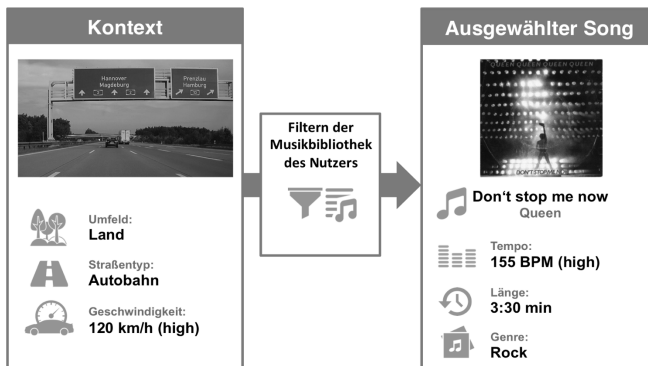 Kontext
Hannover
Magdeburg
Prenzlau
Hamburg
Umfeld:
Land
Straßentyp:
Autobahn
Geschwindigkeit:
120 km/h (high)
Filtern der
Musikbibliothek
des Nutzers
Ausgewählter Song
QUEEN QUEEN QUEEN QUEEN
Don't stop me now
Queen
Tempo:
155 BPM (high)
Länge:
3:30 min
Genre:
Rock